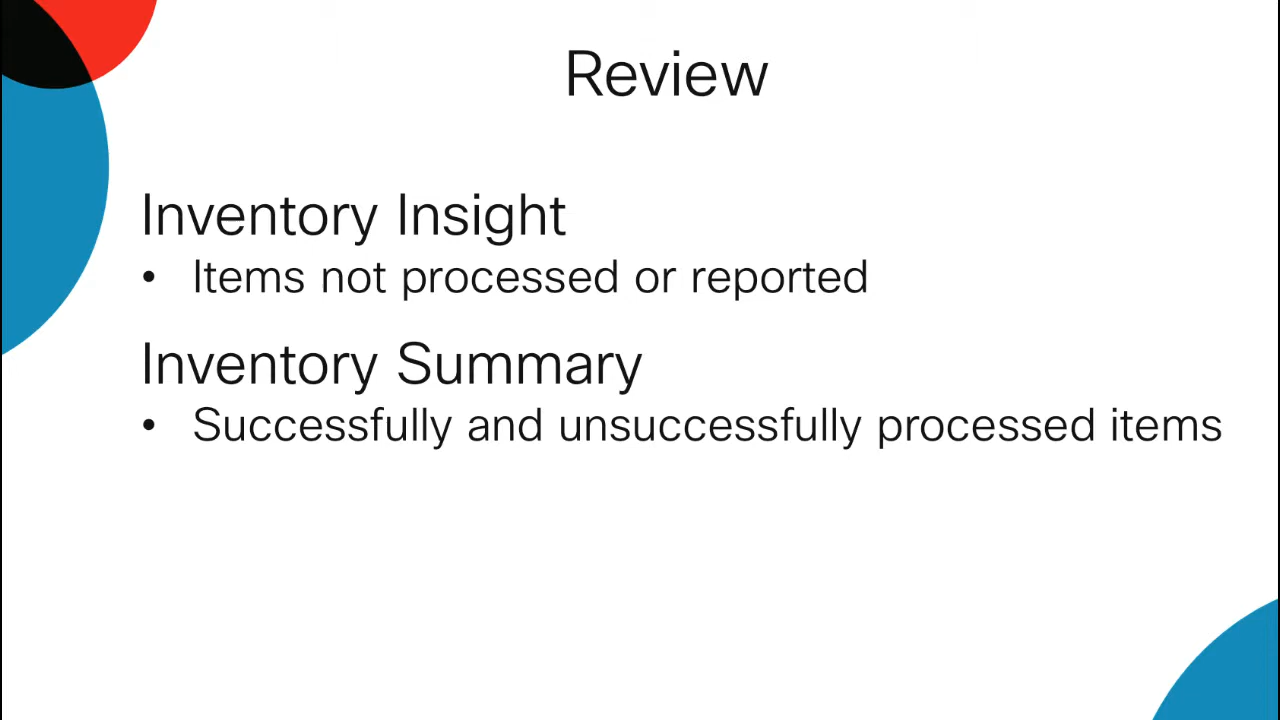 Review
Inventory Insight
• Items not processed or reported
Inventory Summary
• Successfully and unsuccessfully processed items